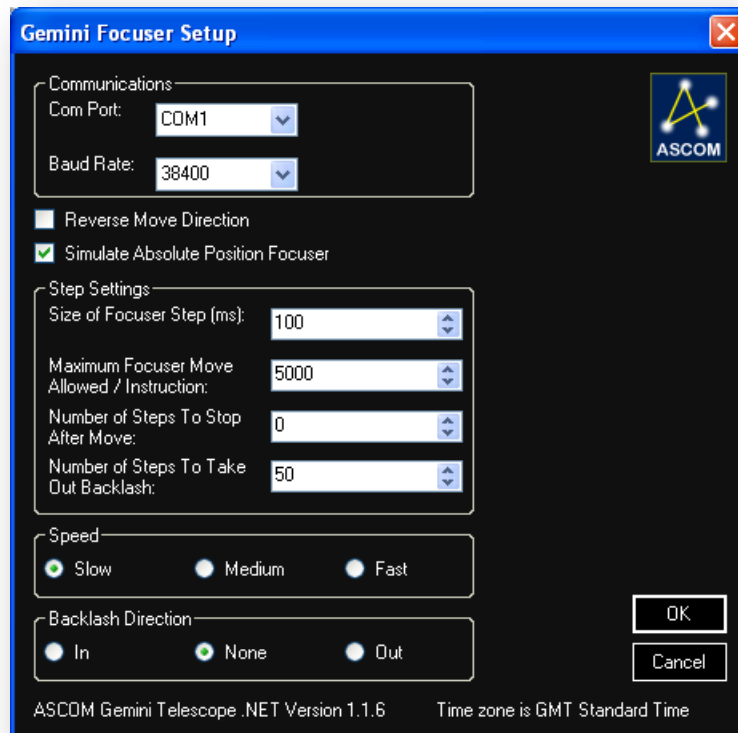 Gemini Focuser Setup
Communications
Com Port:
COM1
Baud Rate:
38400
ASCOM
Reverse Move Direction
Simulate Absolute Position Focuser
Step Settings
Size of Focuser Step (ms):
100
Maximum Focuser Move
Allowed / Instruction:
5000
Number of Steps To Stop
After Move:
0
Number of Steps To Take
Out Backlash:
50
Speed
Slow Medium Fast
Backlash Direction
In None Out
OK
Cancel
ASCOM Gemini Telescope .NET Version 1.1.6 Time zone is GMT Standard Time